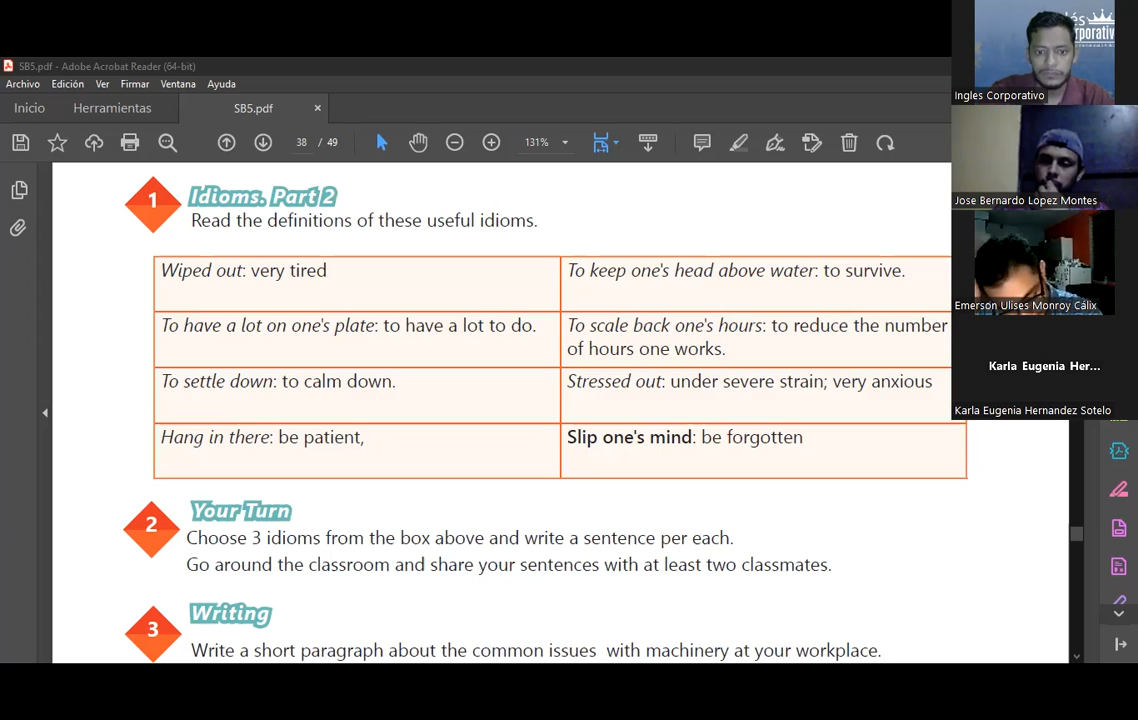 SB5.pdf - Adobe Acrobat Reader (64-bit)
Archivo Edición Ver Firmar Ventana Ayuda
Inicio Herramientas SB5.pdf ×
38 / 49 131%
1 Idioms. Part 2
Read the definitions of these useful idioms.
Wiped out: very tired
To keep one's head above water: to survive.
To have a lot on one's plate: to have a lot to do.
To scale back one's hours: to reduce the number
of hours one works.
To settle down: to calm down.
Stressed out: under severe strain; very anxious
Hang in there: be patient,
Slip one's mind: be forgotten
2 Your Turn
Choose 3 idioms from the box above and write a sentence per each.
Go around the classroom and share your sentences with at least two classmates.
3 Writing
Write a short paragraph about the common issues with machinery at your workplace.
Ingles Corporativo
Jose Bernardo Lopez Montes
Emerson Ulises Monroy Cálix
Karla Eugenia Her...
Karla Eugenia Hernandez Sotelo